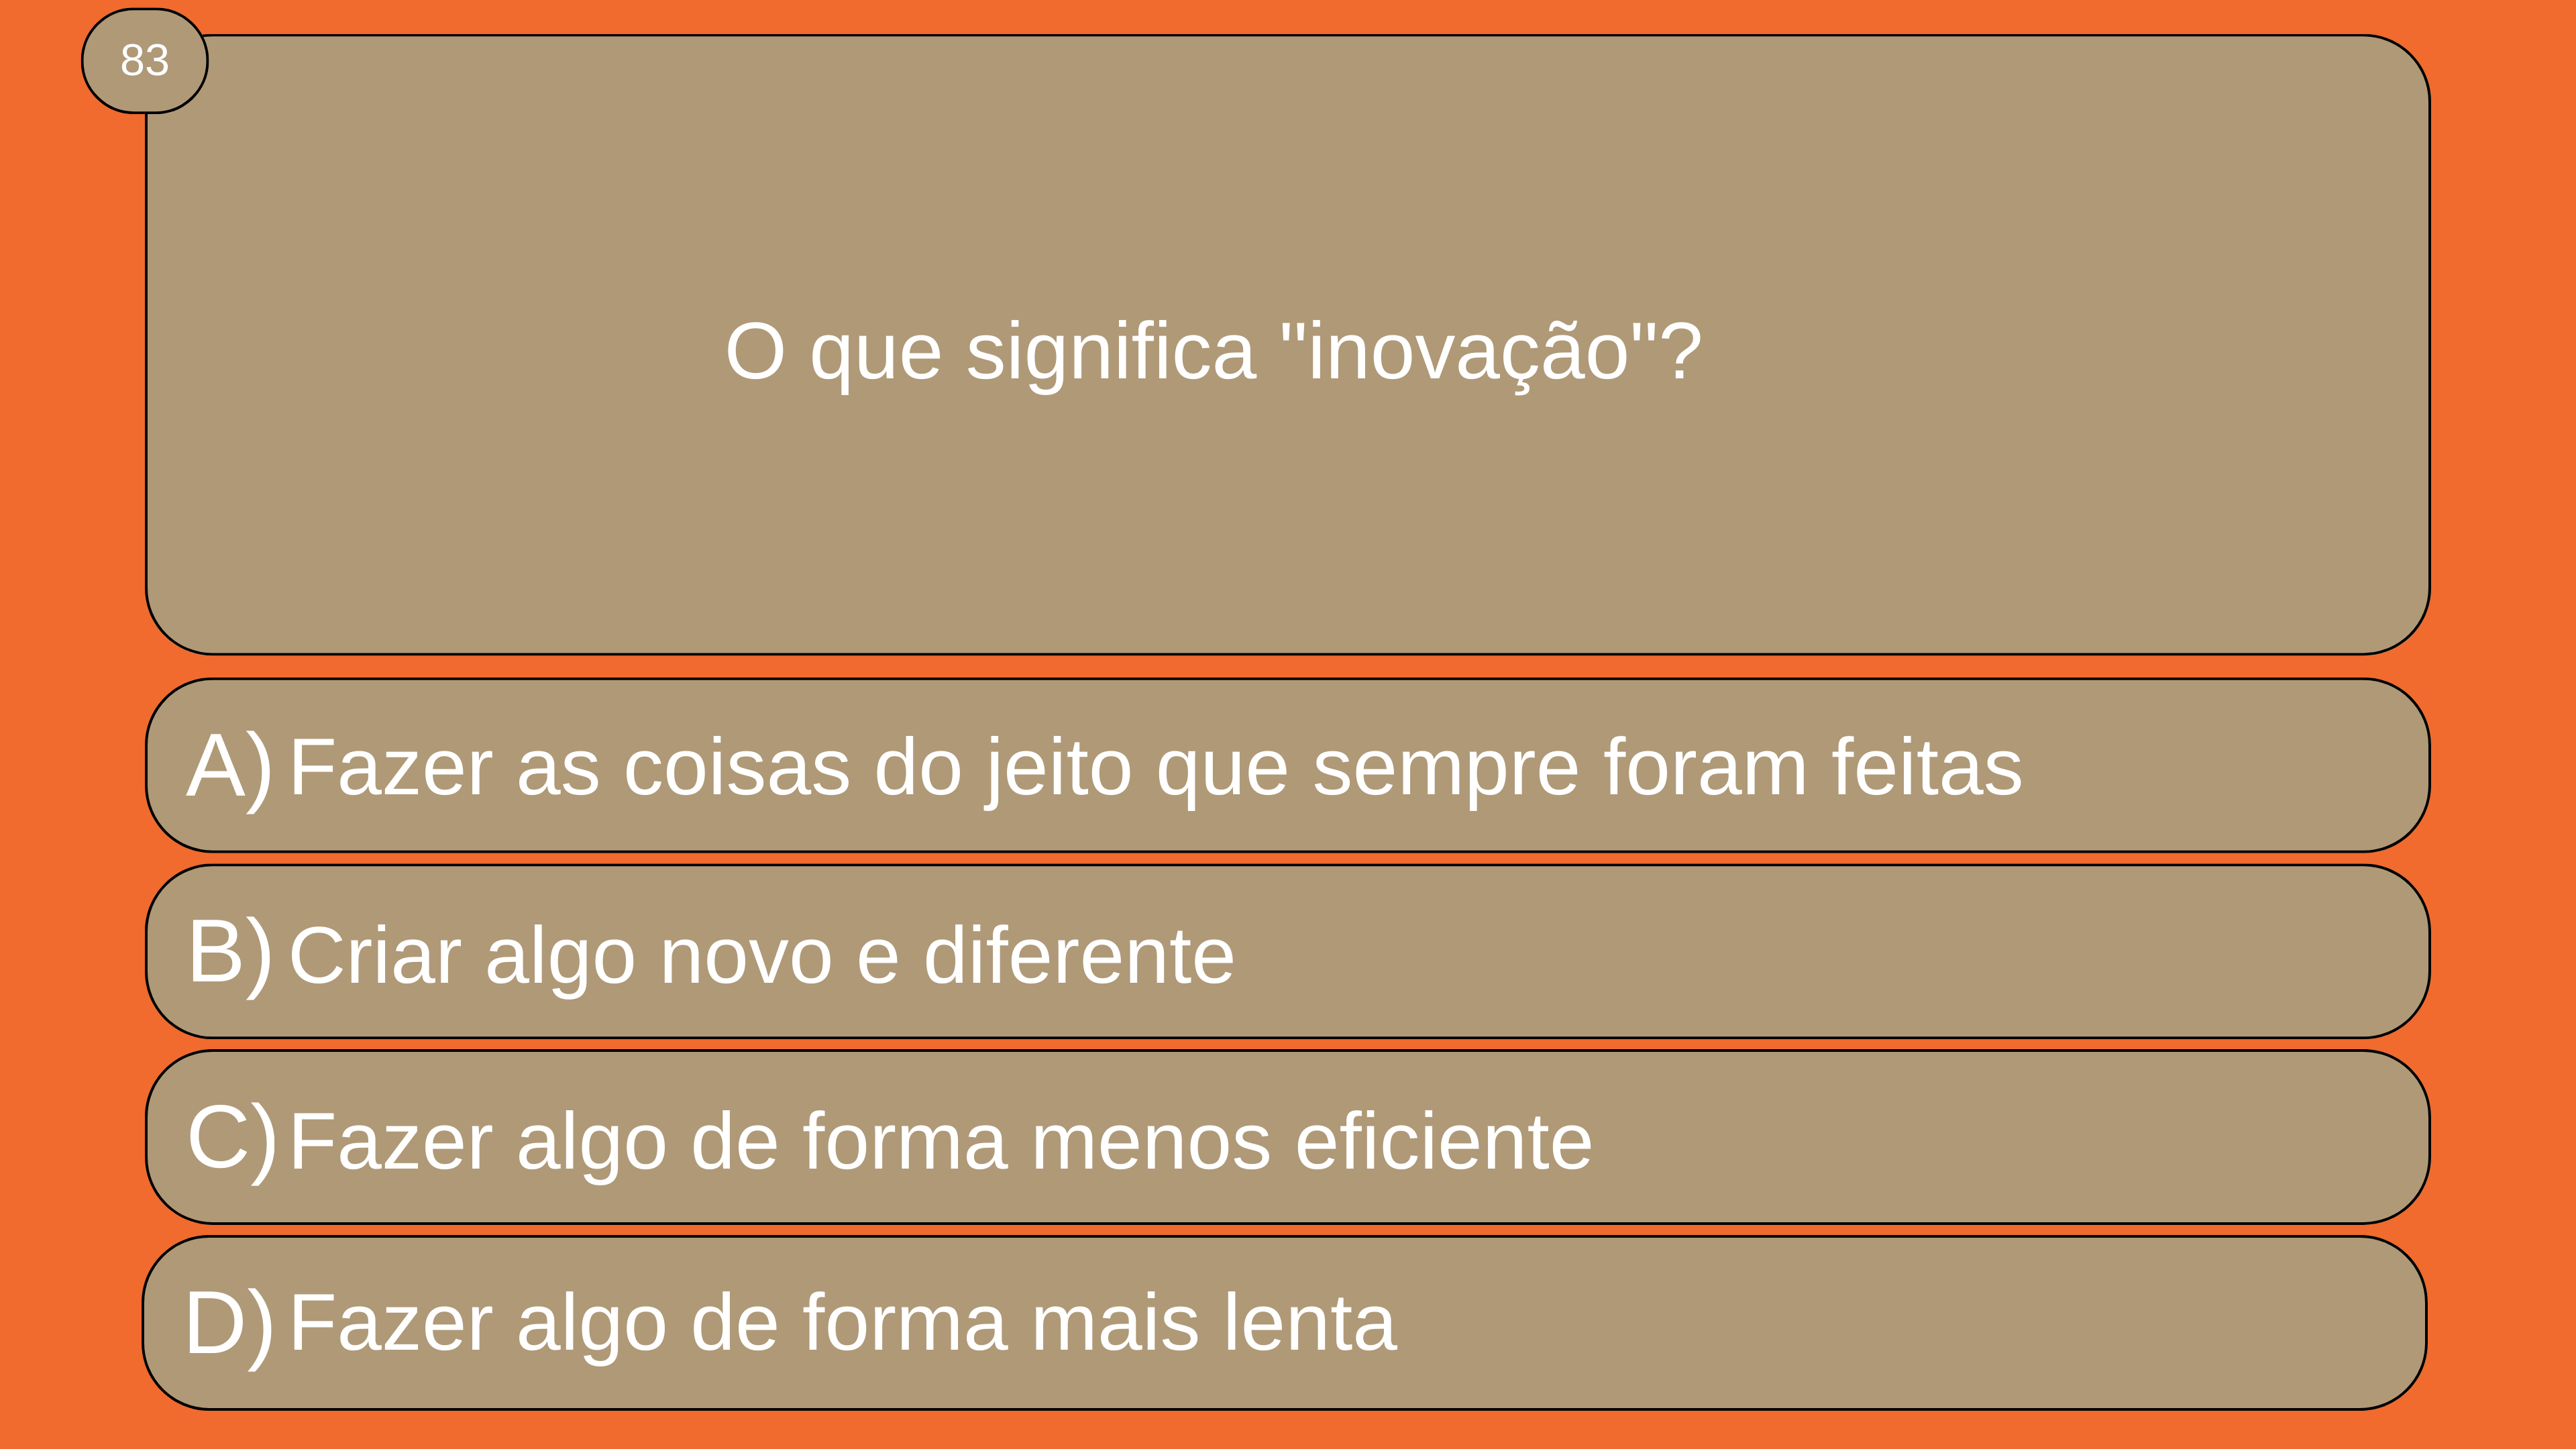 83
O que significa "inovação"?
A) Fazer as coisas do jeito que sempre foram feitas
B) Criar algo novo e diferente
C) Fazer algo de forma menos eficiente
D) Fazer algo de forma mais lenta